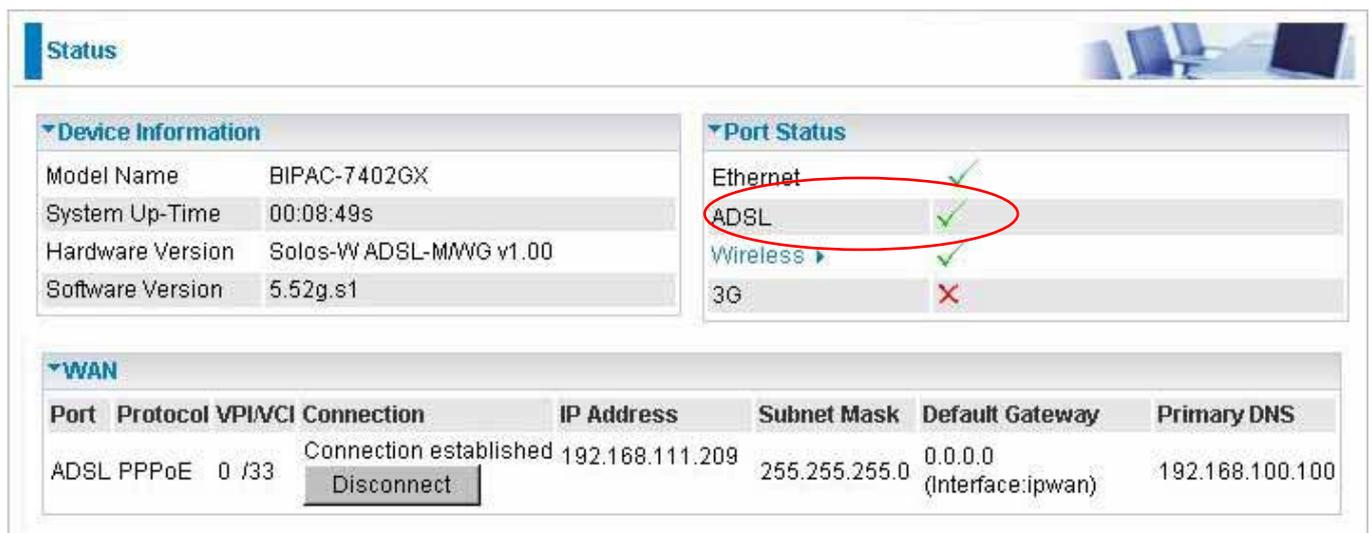 Status
Device Information
Model Name BIPAC-7402GX
System Up-Time 00:08:49s
Hardware Version Solos-W ADSL-M/WG v1.00
Software Version 5.52g.s1
Port Status
Ethernet
ADSL
Wireless
3G
WAN
Port Protocol VPI/VCI Connection IP Address Subnet Mask Default Gateway Primary DNS
ADSL PPPoE 0 /33 Connection established 192.168.111.209 255.255.255.0 0.0.0.0 192.168.100.100
Disconnect (Interface:ipwan)